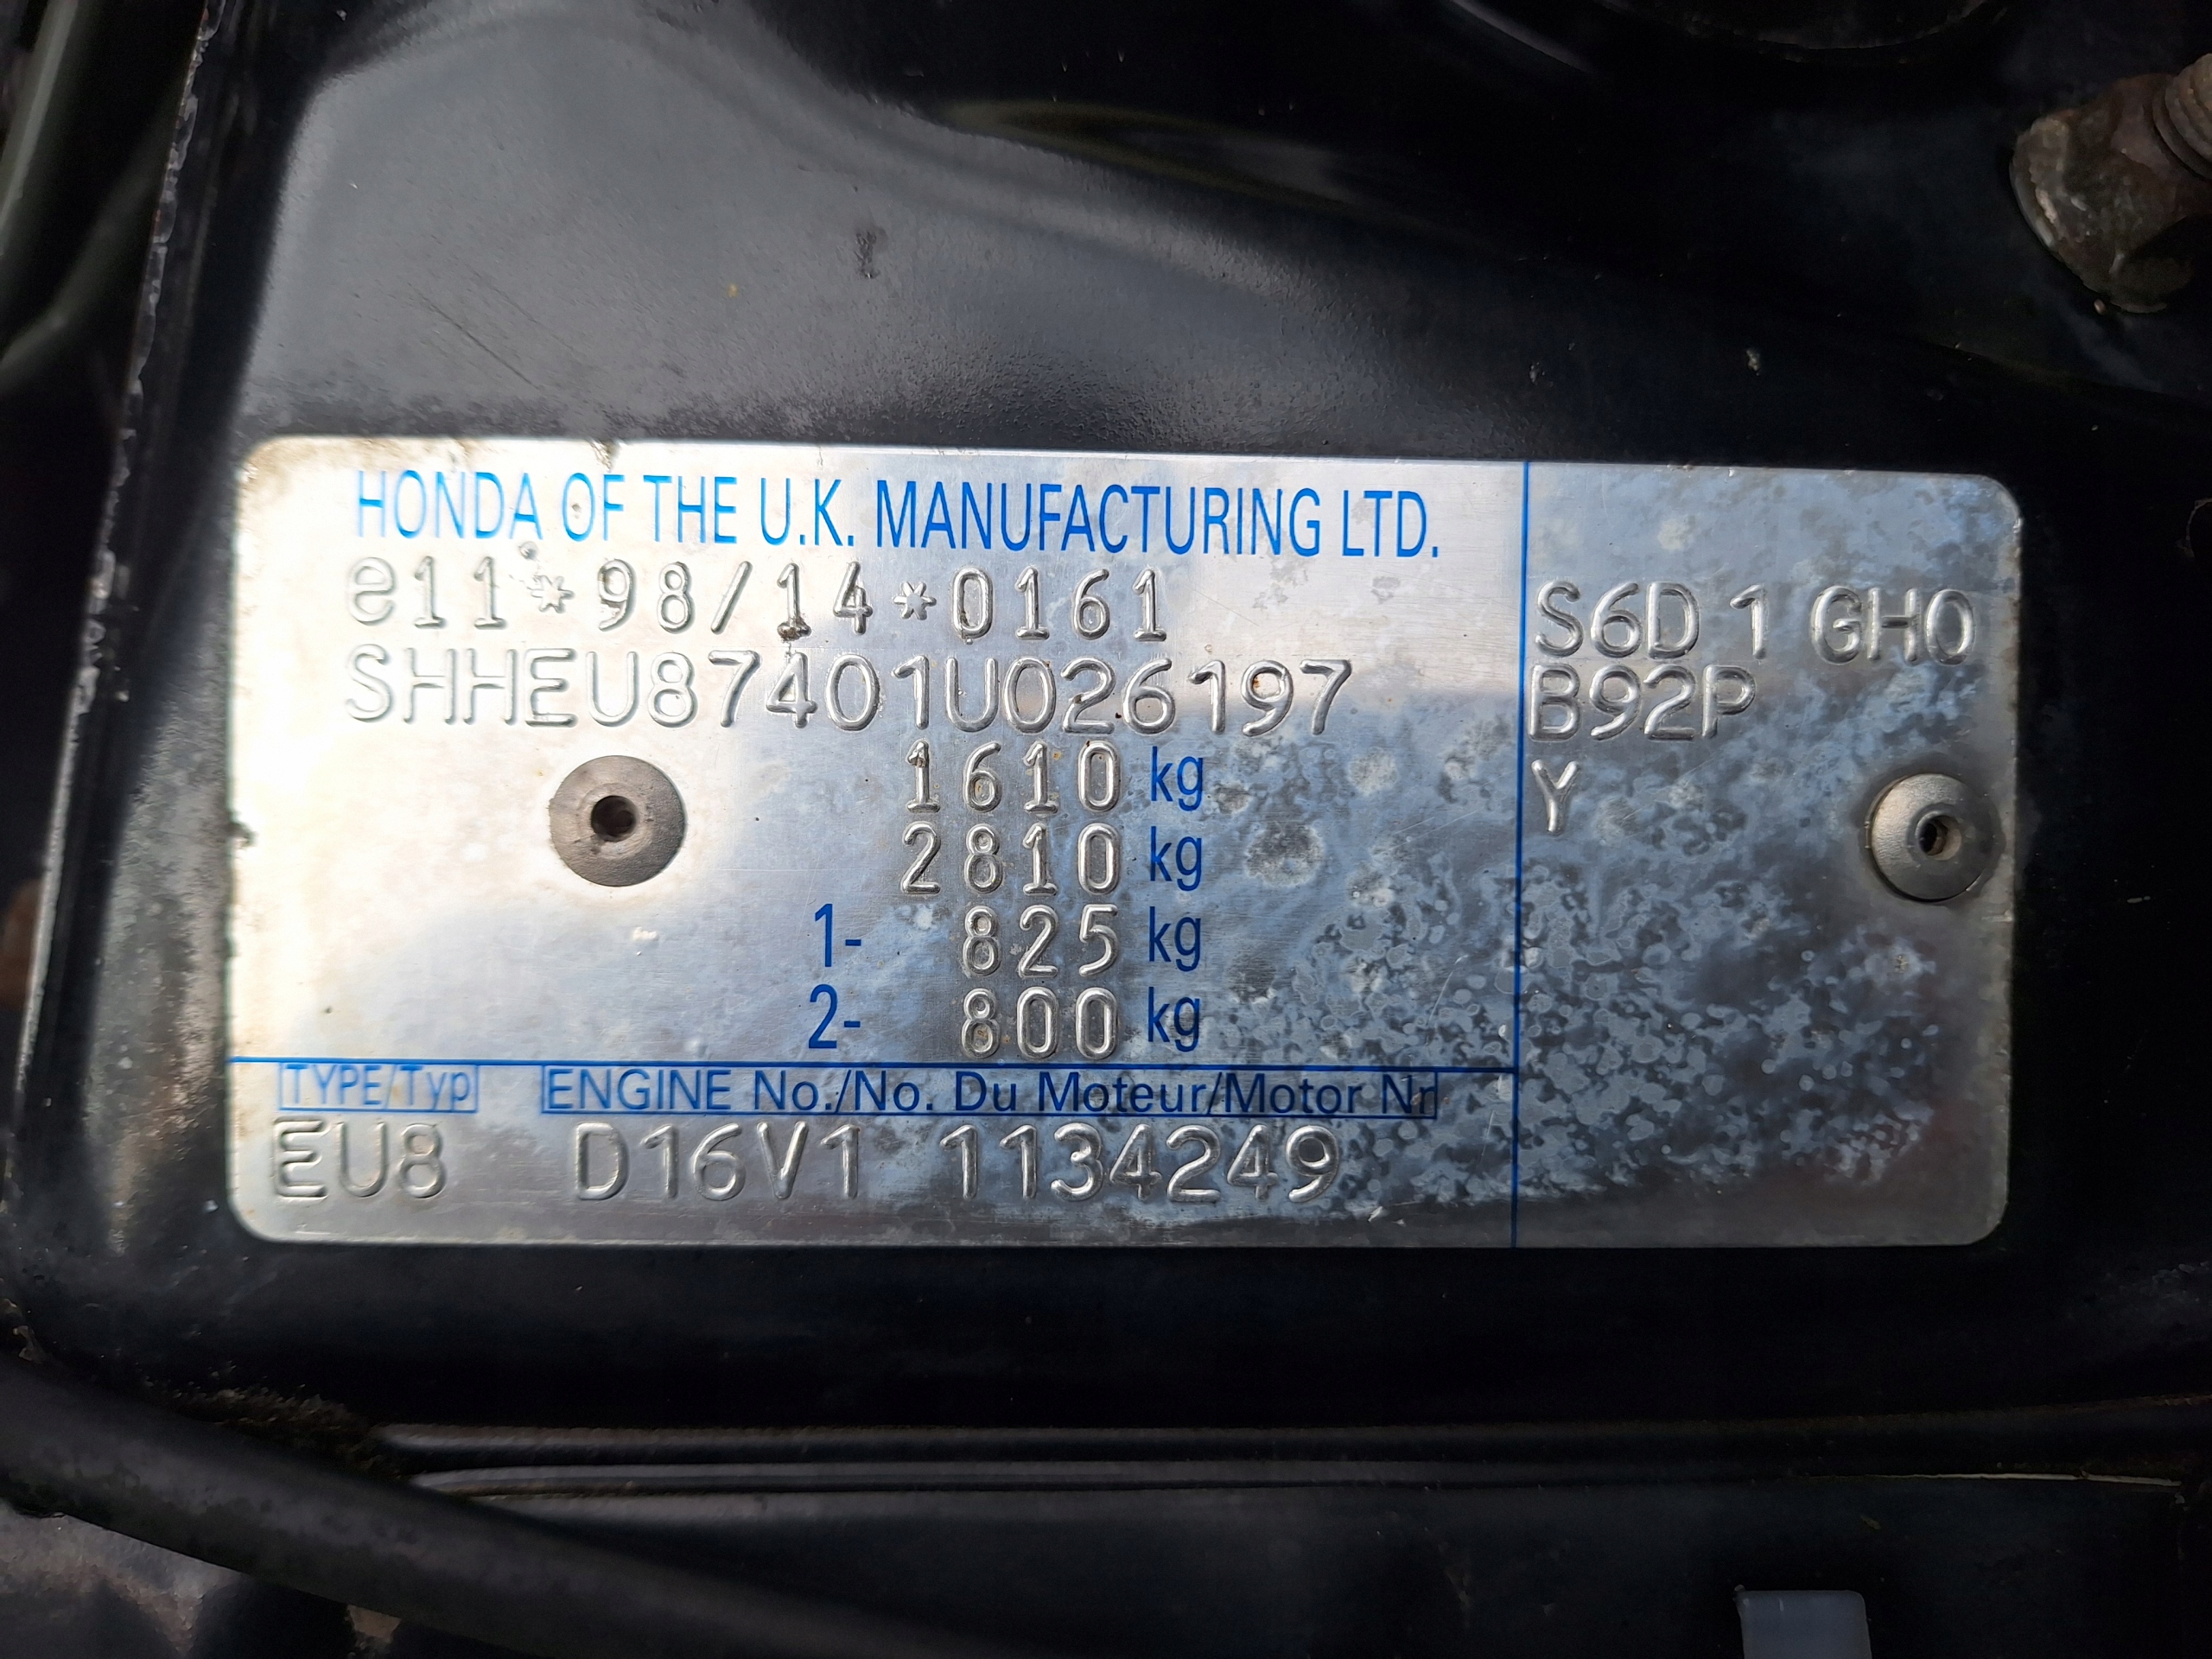 HONDA OF THE U.K. MANUFACTURING LTD.
e11*98/14*0161
SHHEU87401U026197
1610 kg
2810 kg
1- 825 kg
2- 800 kg
TYPE/Typ ENGINE No./No. Du Moteur/Motor Nr
EU8 D16V1 1134249
S6D 1 GH0
B92P
Y